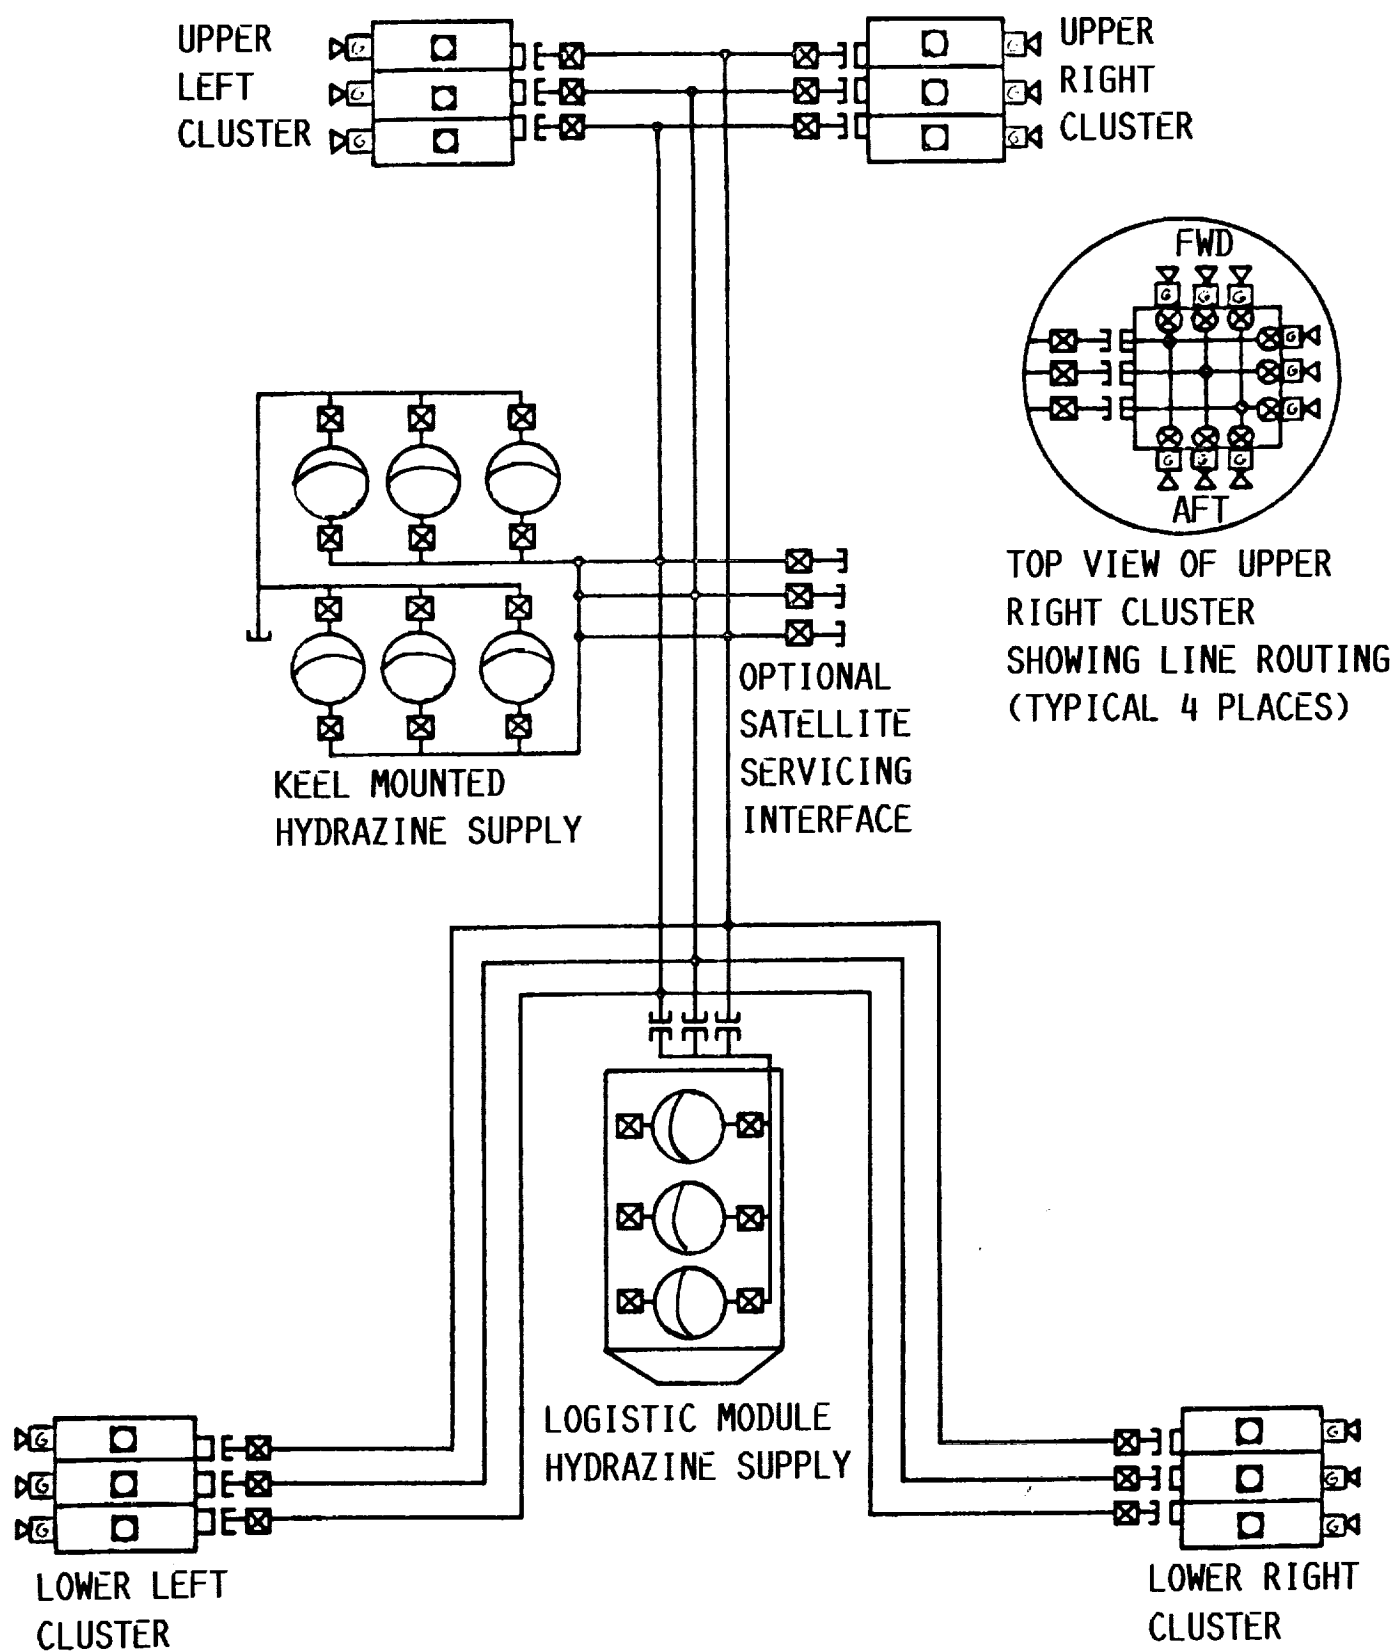 UPPER
LEFT
CLUSTER
UPPER
RIGHT
CLUSTER
FWD
G G G
G
G
G
G G G
AFT
TOP VIEW OF UPPER
RIGHT CLUSTER
SHOWING LINE ROUTING
(TYPICAL 4 PLACES)
OPTIONAL
SATELLITE
SERVICING
INTERFACE
KEEL MOUNTED
HYDRAZINE SUPPLY
LOGISTIC MODULE
HYDRAZINE SUPPLY
G
G
G
LOWER LEFT
CLUSTER
G
G
G
LOWER RIGHT
CLUSTER